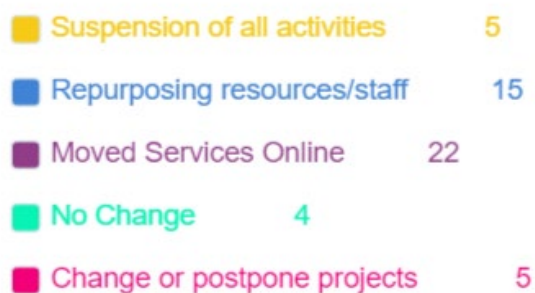 Suspension of all activities 5
Repurposing resources/staff 15
Moved Services Online 22
No Change 4
Change or postpone projects 5